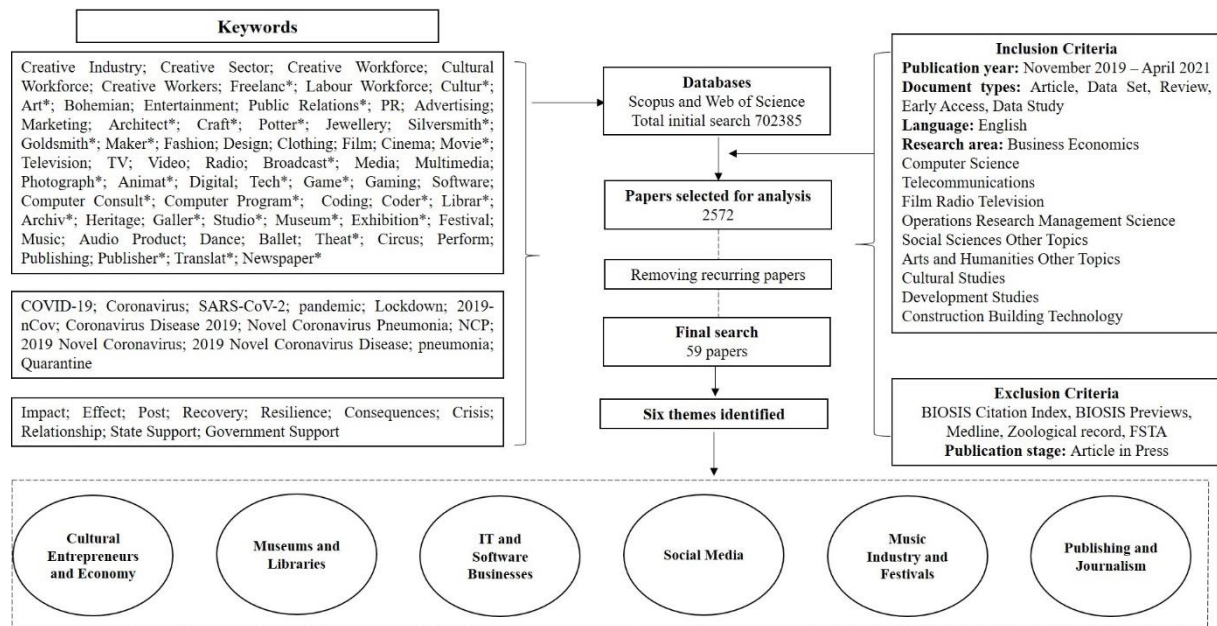 Keywords
Creative Industry; Creative Sector; Creative Workforce; Cultural
Workforce; Creative Workers; Freelanc*; Labour Workforce; Cultur*;
Art*; Bohemian; Entertainment; Public Relations*; PR; Advertising;
Marketing; Architect*; Craft*; Potter*; Jewellery; Silversmith*;
Goldsmith*; Maker*; Fashion; Design; Clothing; Film; Cinema; Movie*;
Television; TV; Video; Radio; Broadcast*; Media; Multimedia;
Photograph*; Animat*; Digital; Tech*; Game*; Gaming; Software;
Computer Consult*; Computer Program*; Coding; Coder*; Librar*;
Archiv*; Heritage; Galler*; Studio*; Museum*; Exhibition*; Festival;
Music; Audio Product; Dance; Ballet; Theat*; Circus; Perform;
Publishing; Publisher*; Translat*; Newspaper*
COVID-19; Coronavirus; SARS-CoV-2; pandemic; Lockdown; 2019-
nCov; Coronavirus Disease 2019; Novel Coronavirus Pneumonia; NCP;
2019 Novel Coronavirus; 2019 Novel Coronavirus Disease; pneumonia;
Quarantine
Impact; Effect; Post; Recovery; Resilience; Consequences; Crisis;
Relationship; State Support; Government Support
Databases
Scopus and Web of Science
Total initial search 702385
Papers selected for analysis
2572
Removing recurring papers
Final search
59 papers
Six themes identified
Inclusion Criteria
Publication year: November 2019 – April 2021
Document types: Article, Data Set, Review,
Early Access, Data Study
Language: English
Research area: Business Economics
Computer Science
Telecommunications
Film Radio Television
Operations Research Management Science
Social Sciences Other Topics
Arts and Humanities Other Topics
Cultural Studies
Development Studies
Construction Building Technology
Exclusion Criteria
BIOSIS Citation Index, BIOSIS Previews,
Medline, Zoological record, FSTA
Publication stage: Article in Press
Cultural
Entrepreneurs
and Economy
Museums and
Libraries
IT and
Software
Businesses
Social Media
Music
Industry and
Festivals
Publishing and
Journalism